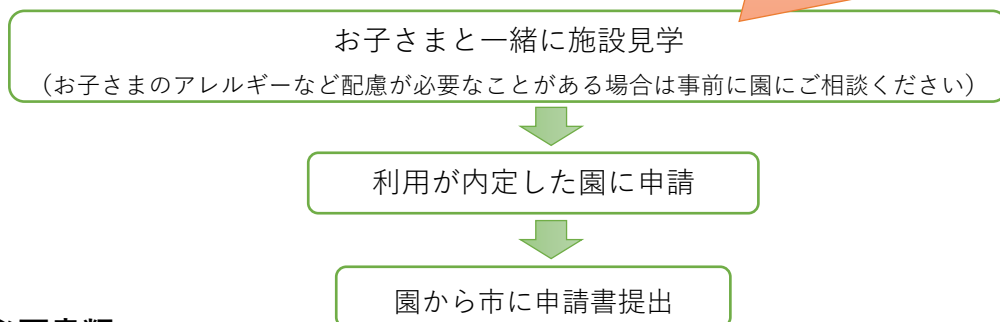 お子さまと一緒に施設見学
（お子さまのアレルギーなど配慮が必要なことがある場合は事前に園にご相談ください）
利用が内定した園に申請
園から市に申請書提出